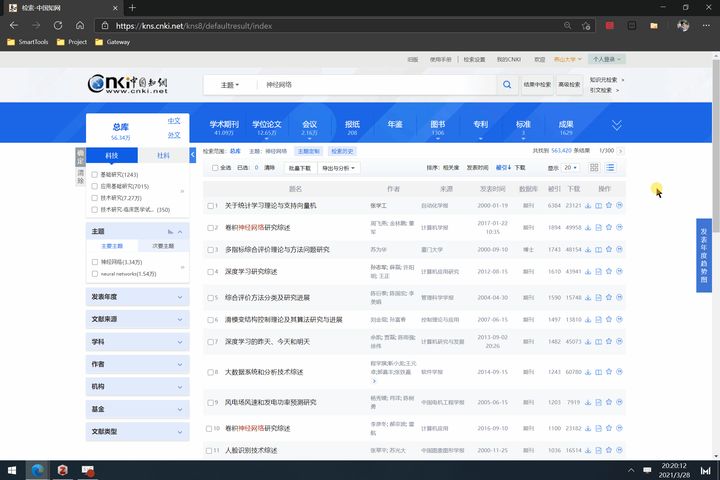 检索-中国知网
https://kns.cnki.net/kns8/defaultresult/index
SmartTools Project Gateway
旧版 使用手册 检索设置 我的CNKI 欢迎 燕山大学 个人登录
cnki中国知网
www.cnki.net
主题 神经网络
结果中检索 高级检索 知识元检索 >
引文检索 >
总库 中文
56.34万 外文
学术期刊 学位论文 会议 报纸 年鉴 图书 专利 标准 成果
41.09万 12.65万 2.16万 208 1306 3 1629
确定
清除
科技 社科
基础研究(1243)
应用基础研究(7015)
技术研究(7.27万)
技术研究-临床医学试... (350)
主题
主要主题 次要主题
神经网络(3.34万)
neural networks(1.54万)
发表年度
文献来源
学科
作者
机构
基金
文献类型
检索范围：总库 主题：神经网络 主题定制 检索历史 共找到 563,420 条结果 1/300 >
全选 已选：0 清除 批量下载 导出与分析 排序：相关度 发表时间 被引↓ 下载 显示 20
题名 作者 来源 发表时间 数据库 被引 下载 操作
1 关于统计学习理论与支持向量机 张学工 自动化学报 2000-01-19 期刊 6384 23121
2 卷积神经网络研究综述 周飞燕; 金林鹏; 董军 计算机学报 2017-01-22 10:35 期刊 1894 49958
3 多指标综合评价理论与方法问题研究 苏为华 厦门大学 2000-09-10 博士 1743 48154
4 深度学习研究综述 孙志军; 薛磊; 许阳明; 王正 计算机应用研究 2012-08-15 期刊 1610 43941
5 综合评价方法分类及研究进展 陈衍泰; 陈国宏; 李美娟 管理科学学报 2004-04-30 期刊 1590 15748
6 滑模变结构控制理论及其算法研究与进展 刘金琨; 孙富春 控制理论与应用 2007-06-15 期刊 1497 13810
7 深度学习的昨天、今天和明天 余凯; 贾磊; 陈雨强; 徐伟 计算机研究与发展 2013-09-02 20:26 期刊 1482 45073
8 大数据系统和分析技术综述 程学旗; 靳小龙; 王元卓; 郭嘉丰; 张铁赢 软件学报 2014-09-15 期刊 1243 60780
9 风电场风速和发电功率预测研究 杨秀媛; 肖洋; 陈树勇 中国电机工程学报 2005-06-15 期刊 1203 7919
10 卷积神经网络研究综述 李彦冬; 郝宗波; 雷航 计算机应用 2016-09-10 期刊 1100 23182
11 人脸识别技术综述 张翠平; 苏光大 中国图象图形学报 2000-11-25 期刊 1036 16514
发表年度趋势图
20:20:12
2021/3/28